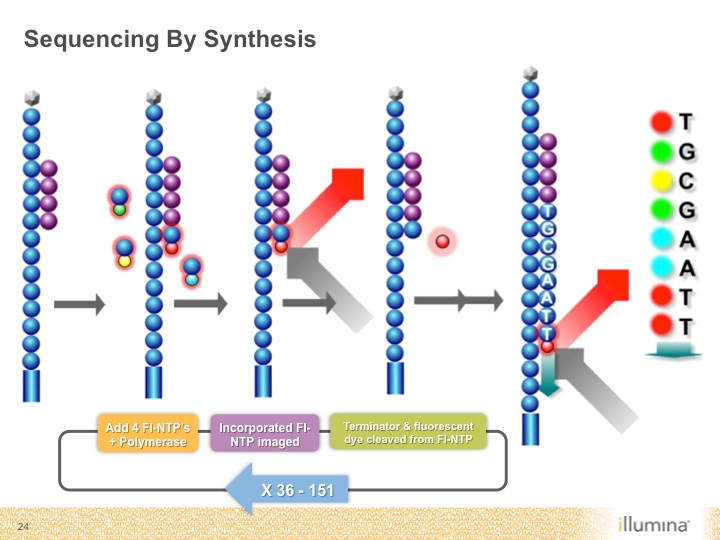 Sequencing By Synthesis
T
G
C
G
A
A
T
T
T
G
C
G
A
A
T
T
Add 4 Fl-NTP's
+ Polymerase
Incorporated Fl-
NTP imaged
Terminator & fluorescent
dye cleaved from Fl-NTP
X 36 - 151
24
illumina